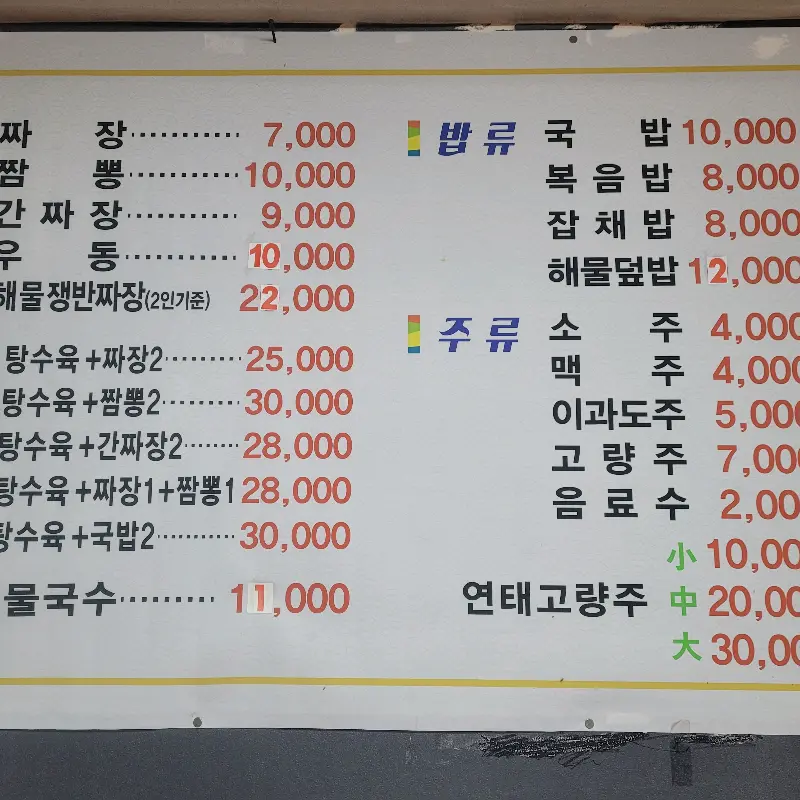 짜 장 ············ 7,000
짬 뽕 ············ 10,000
간 짜 장 ············ 9,000
우 동 ············ 10,000
해물쟁반짜장(2인기준) 22,000
탕수육+짜장2 ········ 25,000
탕수육+짬뽕2 ········ 30,000
탕수육+간짜장2 ······ 28,000
탕수육+짜장1+짬뽕1 28,000
탕수육+국밥2 ········ 30,000
물국수 ·········· 11,000
밥류 국 밥 10,000
복음밥 8,000
잡채밥 8,000
해물덮밥 12,000
주류 소 주 4,000
맥 주 4,000
이과도주 5,000
고량주 7,000
음료수 2,000
小 10,000
연태고량주 中 20,00
大 30,00